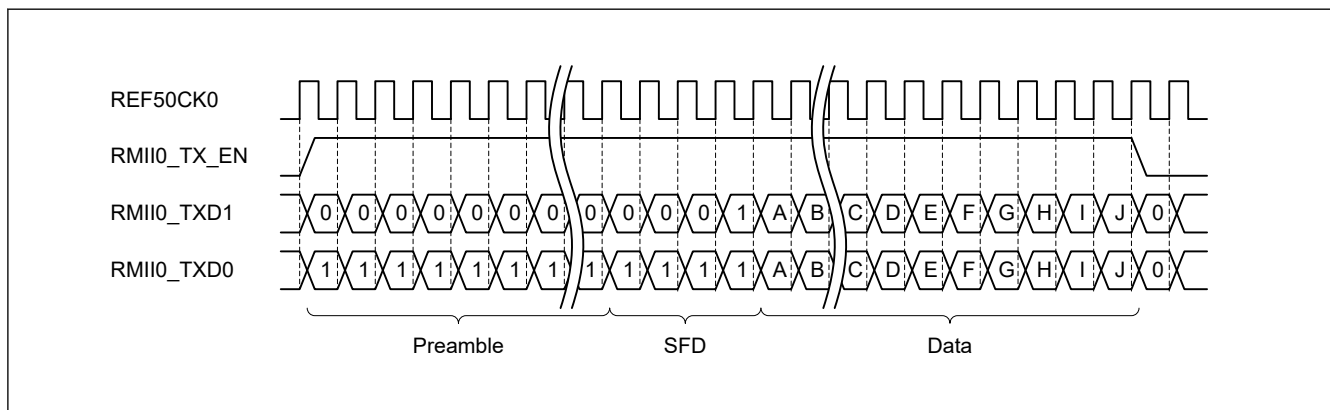 REF50CK0
RMII0_TX_EN
RMII0_TXD1 0 0 0 0 0 0 0 0 0 0 0 1 A B C D E F G H I J 0
RMII0_TXD0 1 1 1 1 1 1 1 1 1 1 1 1 A B C D E F G H I J 0
Preamble SFD Data